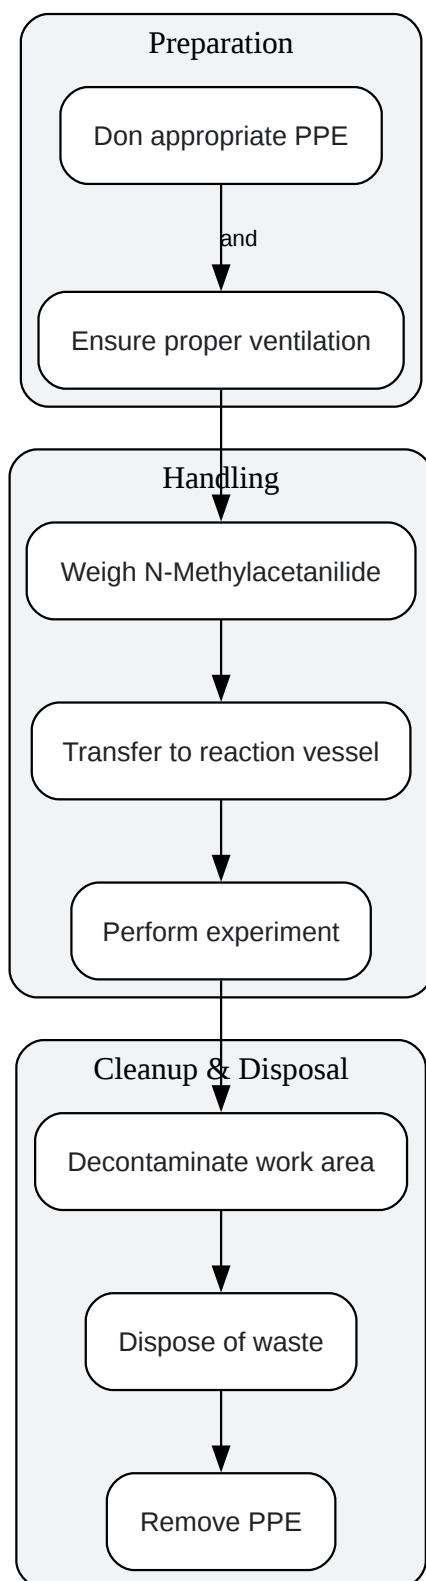 Preparation
Don appropriate PPE
and
Ensure proper ventilation
Handling
Weigh N-Methylacetanilide
Transfer to reaction vessel
Perform experiment
Cleanup & Disposal
Decontaminate work area
Dispose of waste
Remove PPE